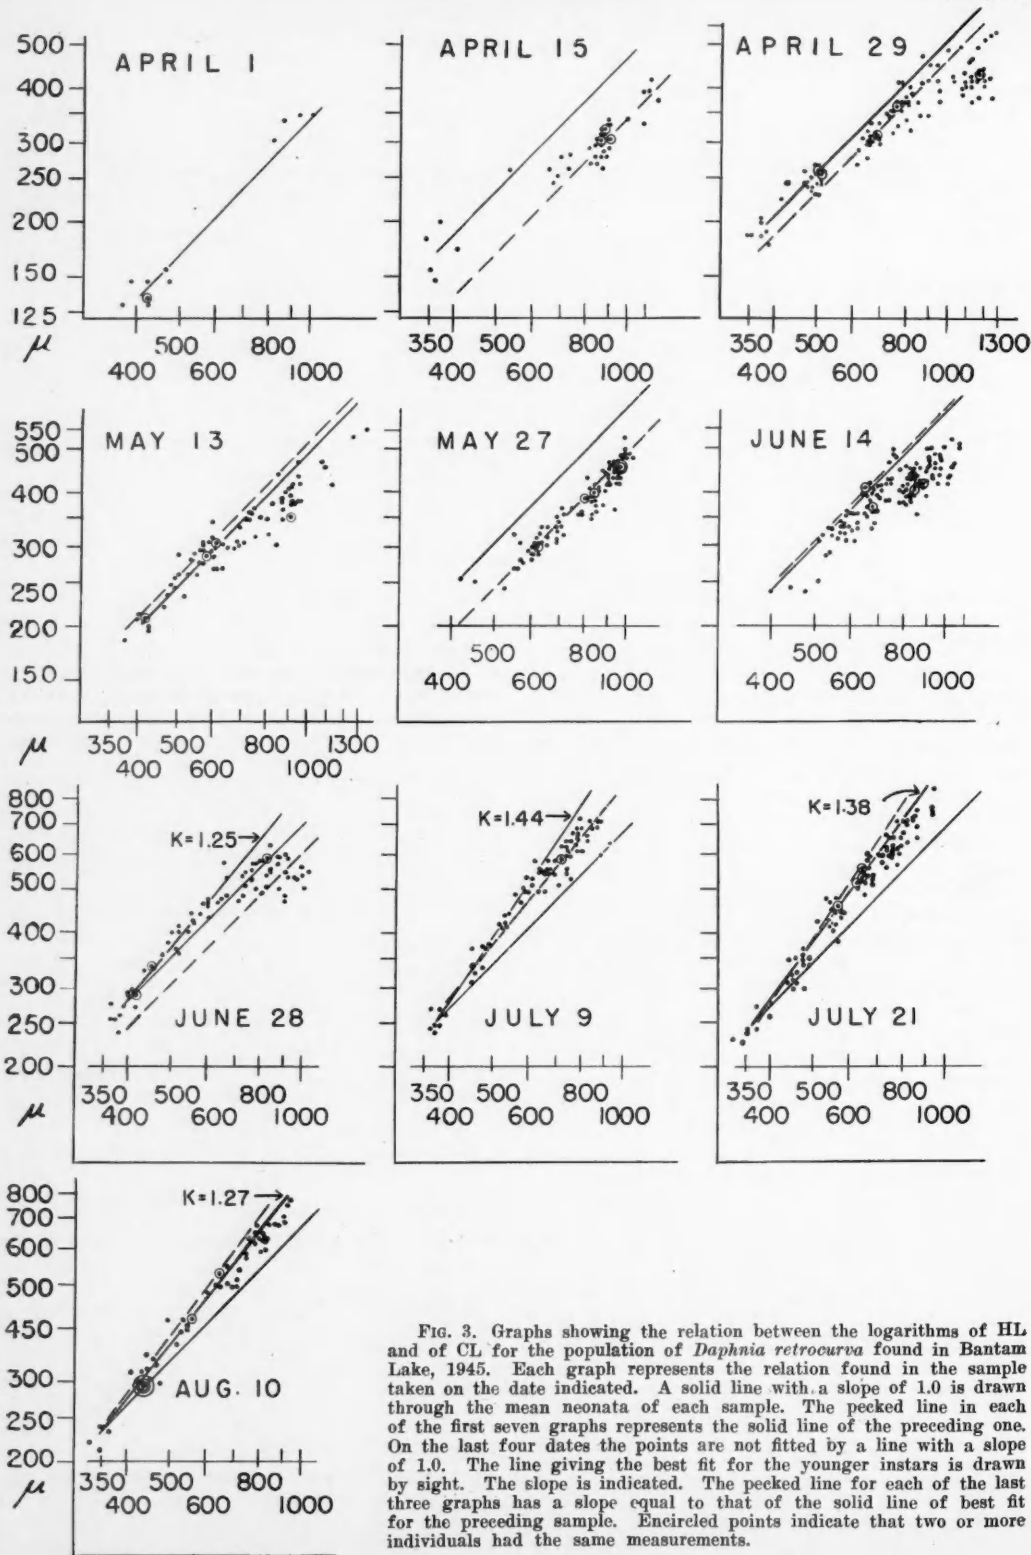 APRIL 1
500
400
300
250
200
150
125
μ
500 800
400 600 1000
APRIL 15
350 500 800
400 600 1000
APRIL 29
350 500 800 1300
400 600 1000
MAY 13
550
500
400
300
250
200
150
μ
350 500 800 1300
400 600 1000
MAY 27
500 800
400 600 1000
JUNE 14
500 800
400 600 1000
JUNE 28
K=1.25
800
700
600
500
400
300
250
200
μ
350 500 800
400 600 1000
JULY 9
K=1.44
350 500 800
400 600 1000
JULY 21
K=1.38
350 500 800
400 600 1000
AUG. 10
K=1.27
800
700
600
500
450
300
250
200
μ
350 500 800
400 600 1000
FIG. 3. Graphs showing the relation between the logarithms of HL
and of CL for the population of Daphnia retrocurva found in Bantam
Lake, 1945. Each graph represents the relation found in the sample
taken on the date indicated. A solid line with a slope of 1.0 is drawn
through the mean neonata of each sample. The pecked line in each
of the first seven graphs represents the solid line of the preceding one.
On the last four dates the points are not fitted by a line with a slope
of 1.0. The line giving the best fit for the younger instars is drawn
by sight. The slope is indicated. The pecked line for each of the last
three graphs has a slope equal to that of the solid line of best fit
for the preceding sample. Encircled points indicate that two or more
individuals had the same measurements.